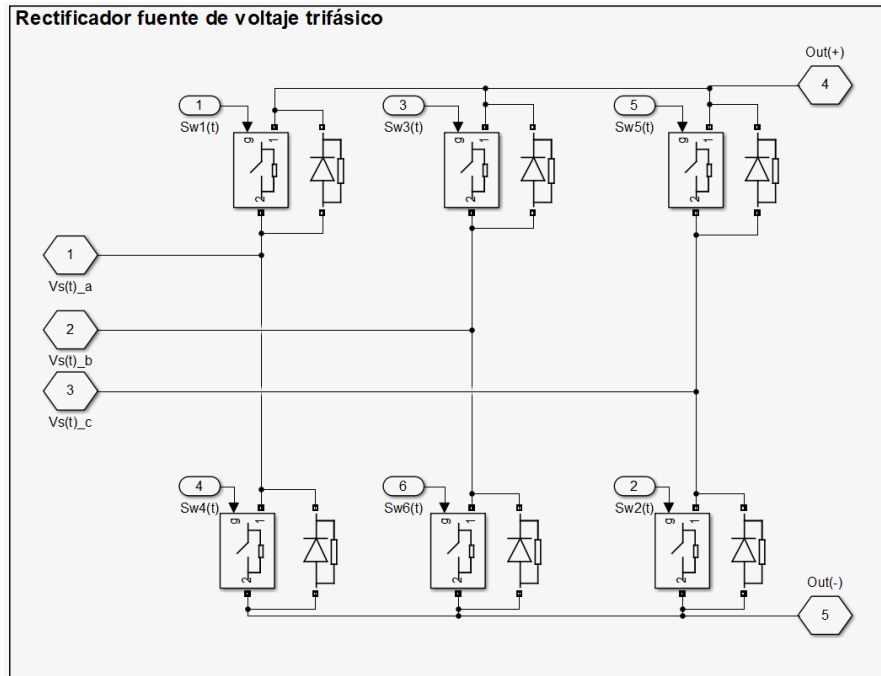 Rectificador fuente de voltaje trifásico
Out(+)
4
1
Sw1(t)
3
Sw3(t)
5
Sw5(t)
g 1
2
g 1
2
g 1
2
1
Vs(t)_a
2
Vs(t)_b
3
Vs(t)_c
4
Sw4(t)
6
Sw6(t)
2
Sw2(t)
g 1
2
g 1
2
g 1
2
Out(-)
5